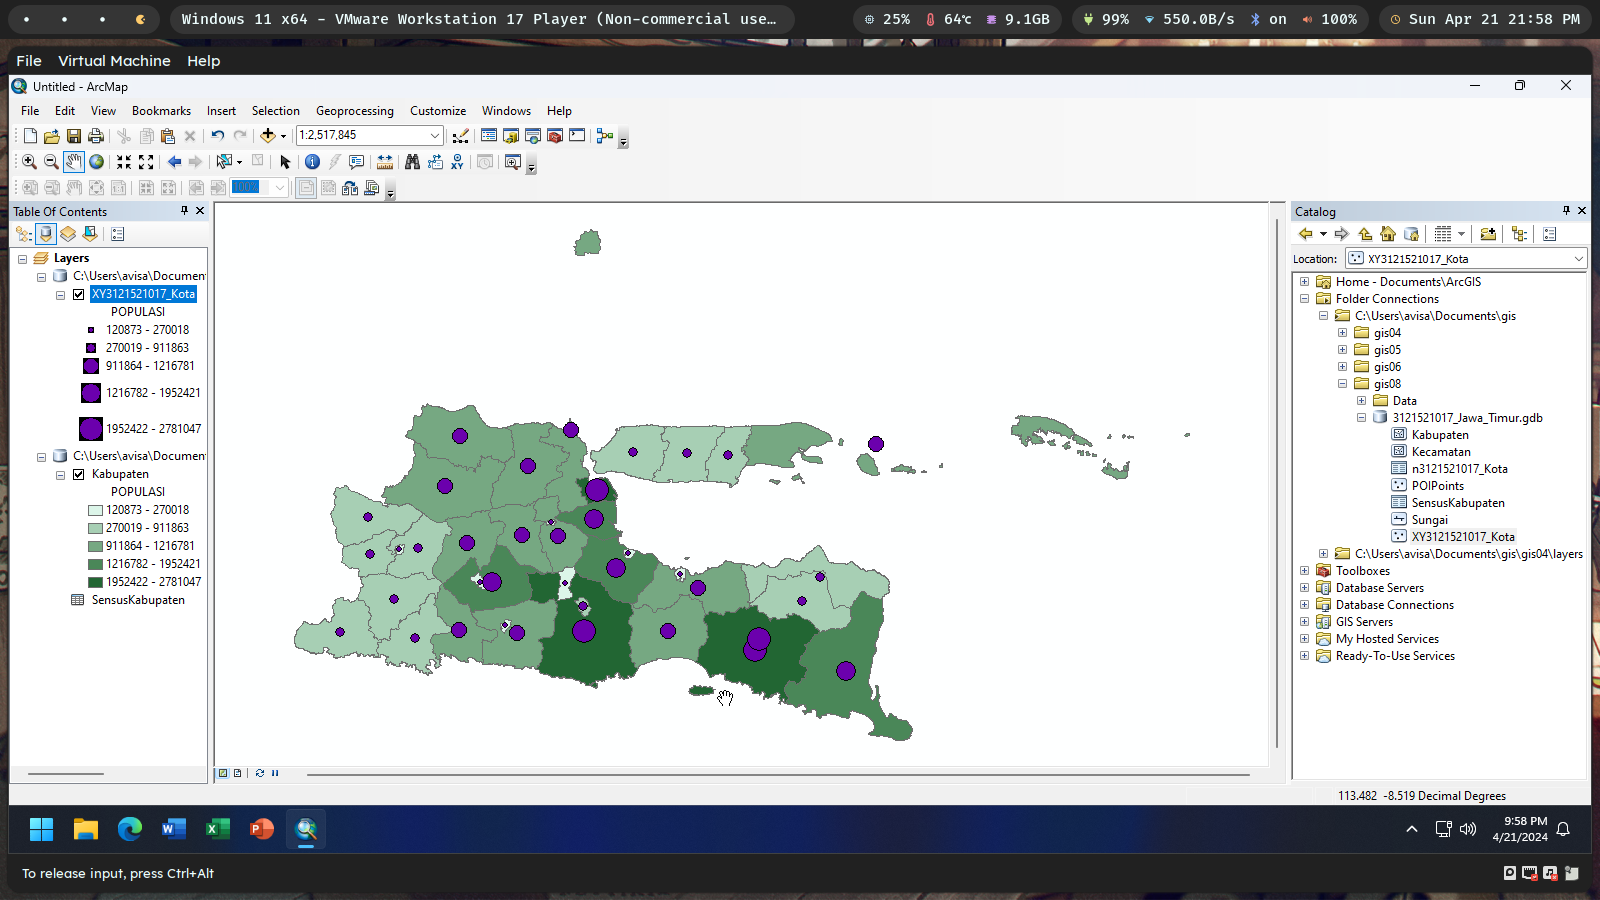 Windows 11 x64 - VMware Workstation 17 Player (Non-commercial use…
25% 64℃ 9.1GB
99% 550.0B/s on 100%
Sun Apr 21 21:58 PM
File Virtual Machine Help
Untitled - ArcMap
File Edit View Bookmarks Insert Selection Geoprocessing Customize Windows Help
1:2,517,845
100%
Table Of Contents
Layers
C:\Users\avisa\Documen
XY3121521017_Kota
POPULASI
120873 - 270018
270019 - 911863
911864 - 1216781
1216782 - 1952421
1952422 - 2781047
C:\Users\avisa\Documen
Kabupaten
POPULASI
120873 - 270018
270019 - 911863
911864 - 1216781
1216782 - 1952421
1952422 - 2781047
SensusKabupaten
Catalog
Location: XY3121521017_Kota
Home - Documents\ArcGIS
Folder Connections
C:\Users\avisa\Documents\gis
gis04
gis05
gis06
gis08
Data
3121521017_Jawa_Timur.gdb
Kabupaten
Kecamatan
n3121521017_Kota
POIPoints
SensusKabupaten
Sungai
XY3121521017_Kota
C:\Users\avisa\Documents\gis\gis04\layers
Toolboxes
Database Servers
Database Connections
GIS Servers
My Hosted Services
Ready-To-Use Services
113.482 -8.519 Decimal Degrees
9:58 PM
4/21/2024
To release input, press Ctrl+Alt